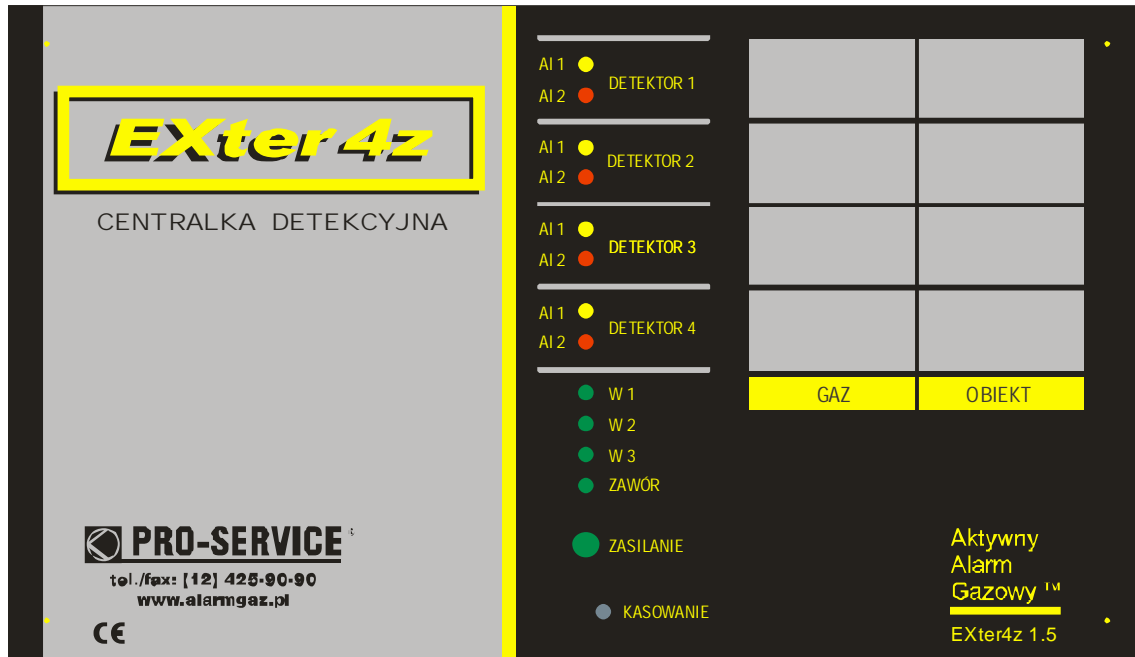 EXter 4z
CENTRALKA DETEKCYJNA
PRO-SERVICE
tel./fax: [12] 425-90-90
www.alarmgaz.pl
CE
Al 1
DETEKTOR 1
Al 2
Al 1
DETEKTOR 2
Al 2
Al 1
DETEKTOR 3
Al 2
Al 1
DETEKTOR 4
Al 2
W 1
W 2
W 3
ZAWÓR
ZASILANIE
KASOWANIE
GAZ OBIEKT
Aktywny
Alarm
Gazowy ™
EXter4z 1.5